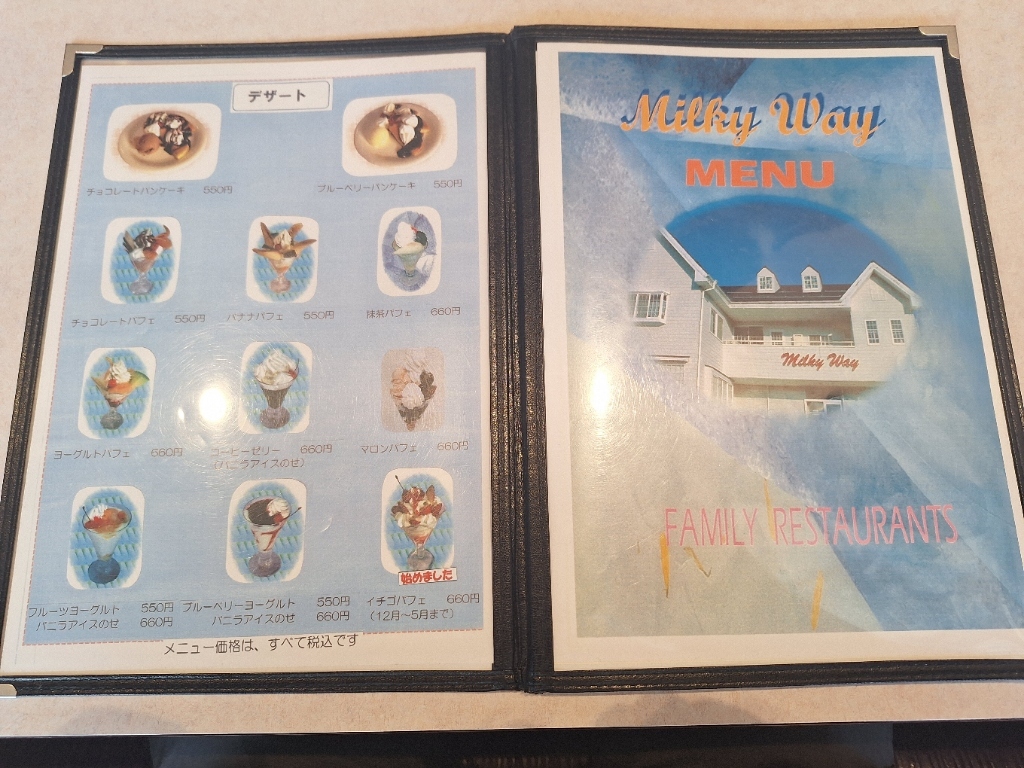 デザート
チョコレートパンケーキ 550円
ブルーベリーパンケーキ 550円
チョコレートパフェ 550円
バナナパフェ 550円
抹茶パフェ 660円
ヨーグルトパフェ 660円
コーヒーゼリー 660円
(バニラアイスのせ)
マロンパフェ 660円
フルーツヨーグルト 550円
バニラアイスのせ 660円
ブルーベリーヨーグルト 550円
バニラアイスのせ 660円
始めました
イチゴパフェ 660円
(12月~5月まで)
メニュー価格は、すべて税込です
Milky Way
MENU
Milky Way
FAMILY RESTAURANTS